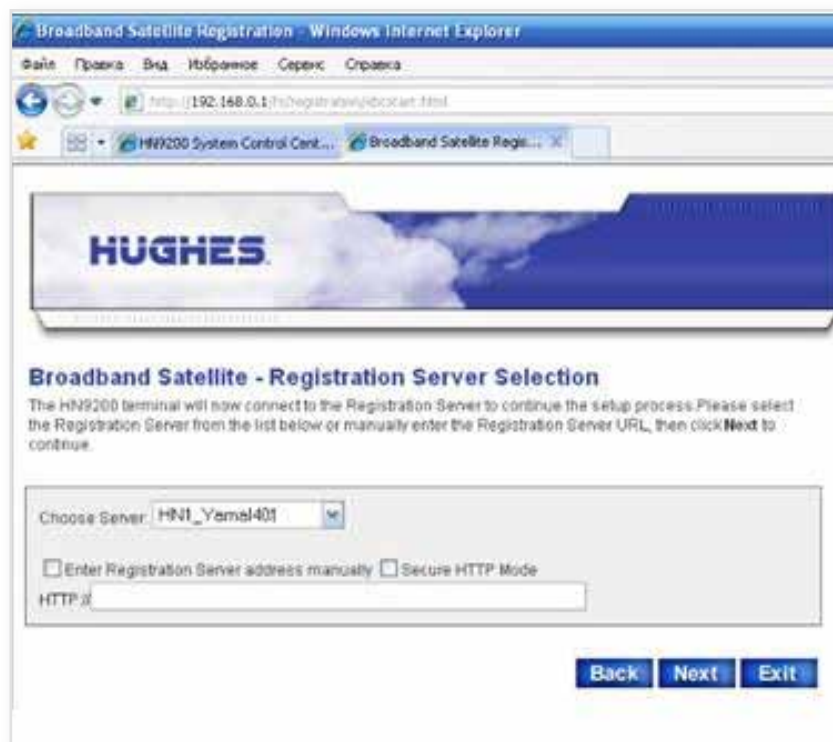 Broadband Satellite Registration - Windows Internet Explorer
Файл Правка Вид Избранное Сервис Справка
http://192.168.0.1/
HN9200 System Control Cent... Broadband Satellite Regis...
HUGHES
Broadband Satellite - Registration Server Selection
The HN9200 terminal will now connect to the Registration Server to continue the setup process.Please select
the Registration Server from the list below or manually enter the Registration Server URL, then click Next to
continue.
Choose Server: HN1_Yamal401
Enter Registration Server address manually Secure HTTP Mode
HTTP://
Back Next Exit